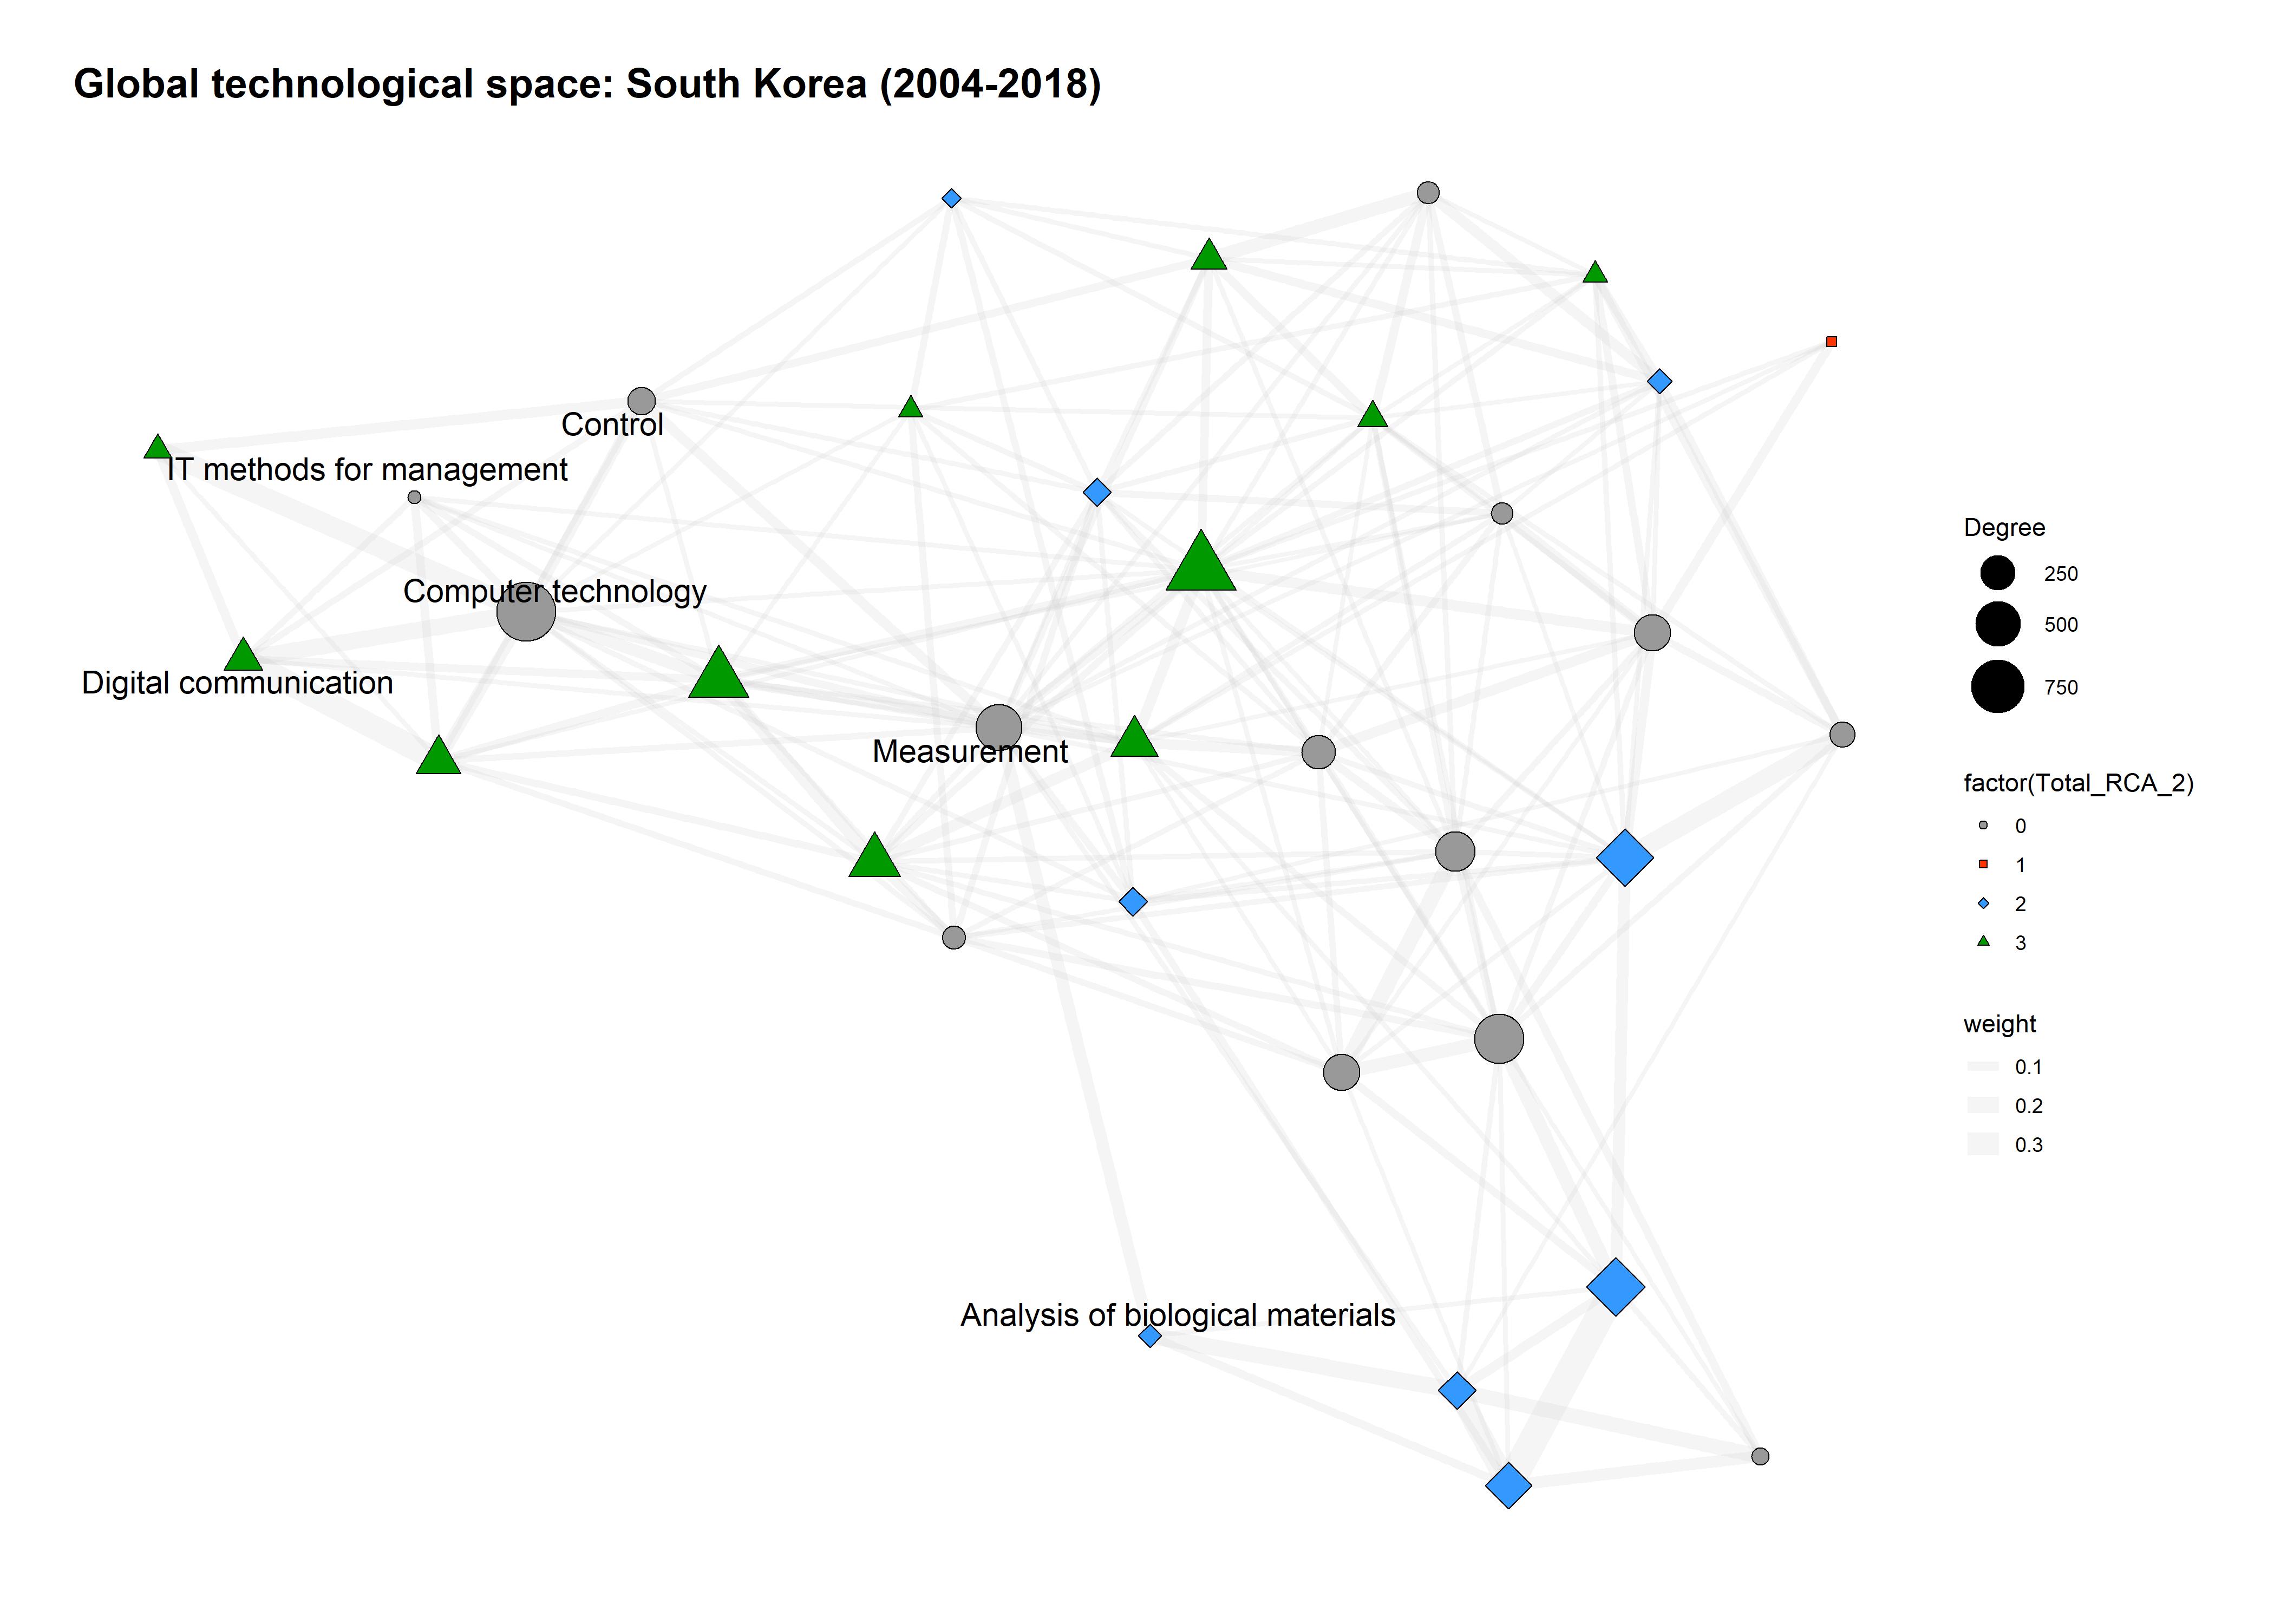 Global technological space: South Korea (2004-2018)
Control
IT methods for management
Computer technology
Digital communication
Measurement
Analysis of biological materials
Degree
250
500
750
factor(Total_RCA_2)
0
1
2
3
weight
0.1
0.2
0.3